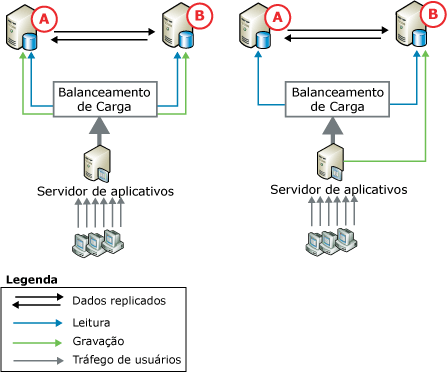 A
B
Balanceamento
de Carga
Servidor de aplicativos
A
B
Balanceamento
de Carga
Servidor de aplicativos
Legenda
Dados replicados
Leitura
Gravação
Tráfego de usuários